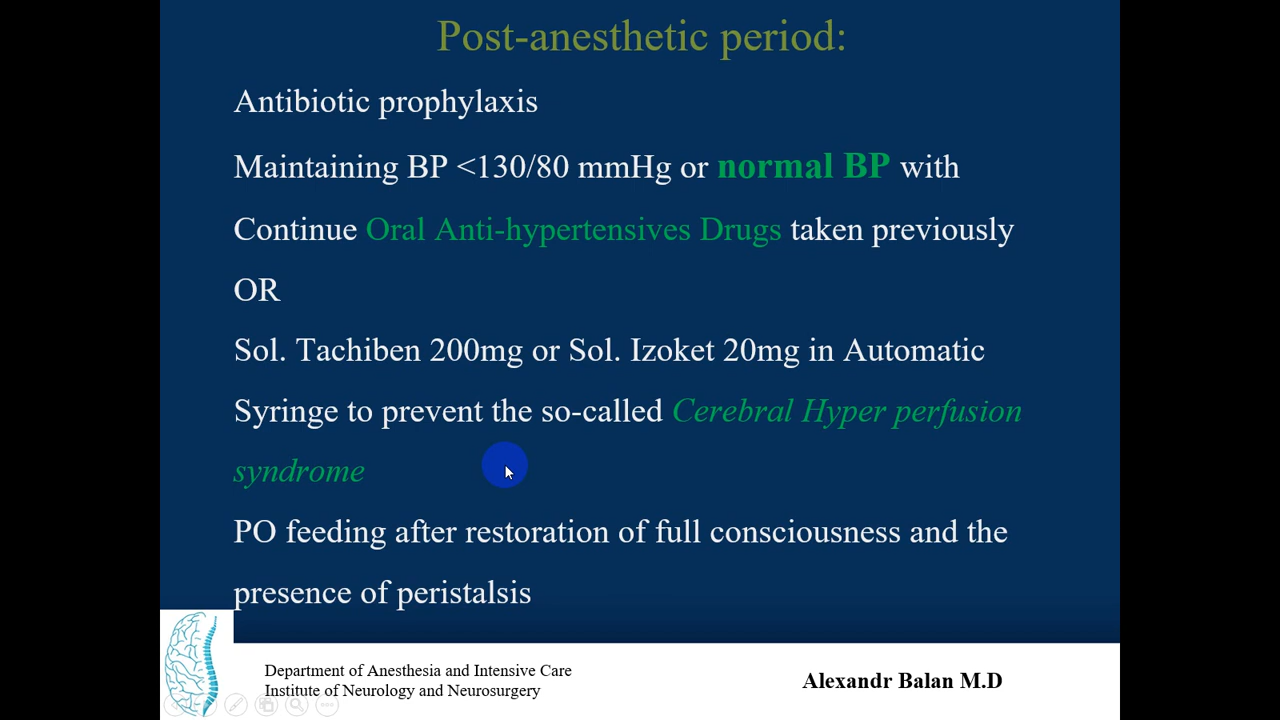 Post-anesthetic period:
Antibiotic prophylaxis
Maintaining BP <130/80 mmHg or normal BP with
Continue Oral Anti-hypertensives Drugs taken previously
OR
Sol. Tachiben 200mg or Sol. Izoket 20mg in Automatic
Syringe to prevent the so-called Cerebral Hyper perfusion
syndrome
PO feeding after restoration of full consciousness and the
presence of peristalsis
Department of Anesthesia and Intensive Care
Institute of Neurology and Neurosurgery
Alexandr Balan M.D